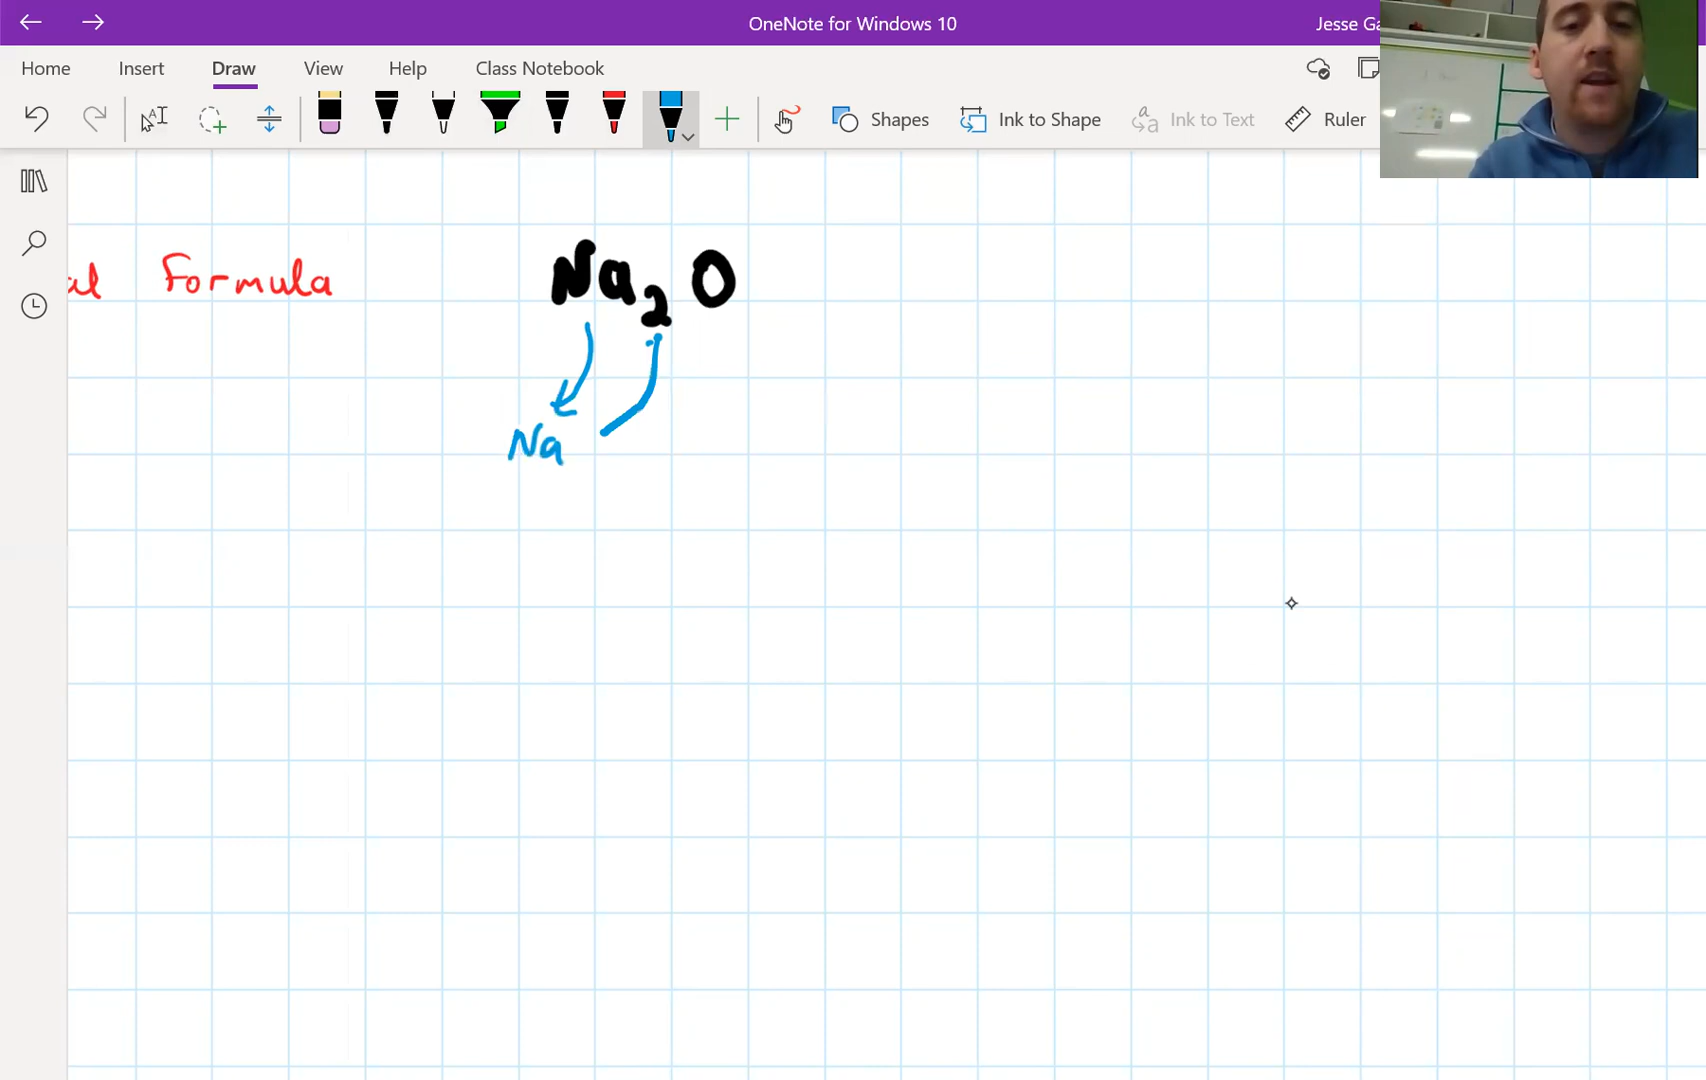 OneNote for Windows 10
Jesse Ga
Home Insert Draw View Help Class Notebook
Shapes Ink to Shape Ink to Text Ruler
al Formula
Na₂O
Na